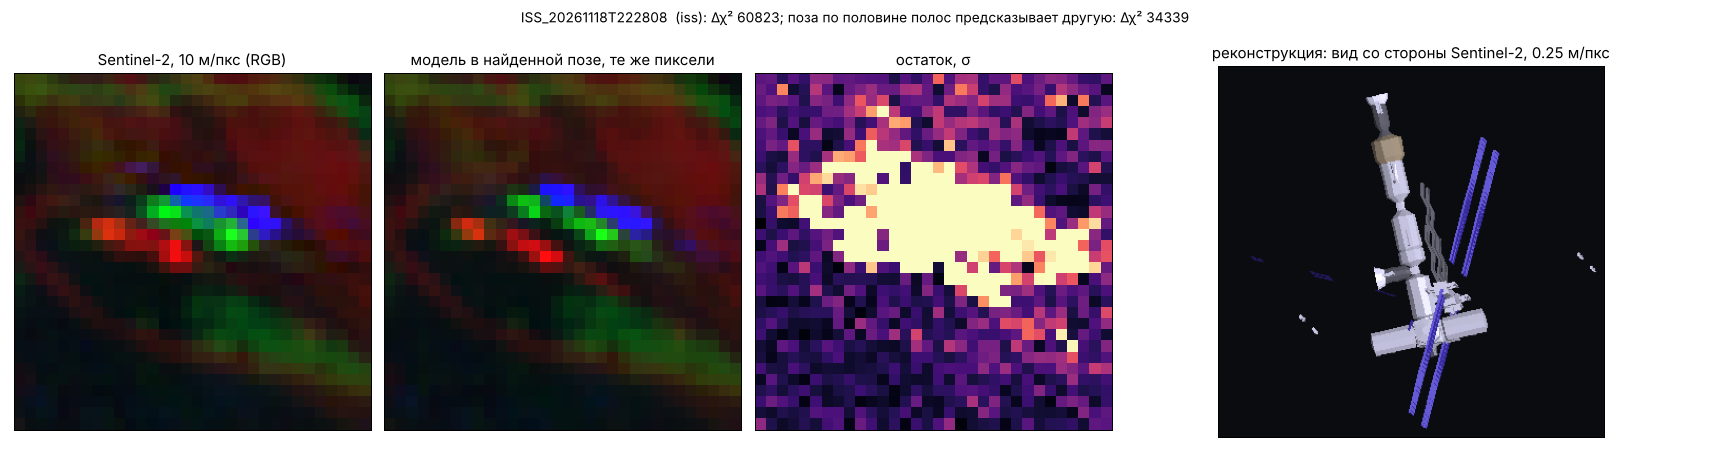 ISS_20261118T222808 (iss): Δχ² 60823; поза по половине полос предсказывает другую: Δχ² 34339
Sentinel-2, 10 м/пкс (RGB)
модель в найденной позе, те же пиксели
остаток, σ
реконструкция: вид со стороны Sentinel-2, 0.25 м/пкс